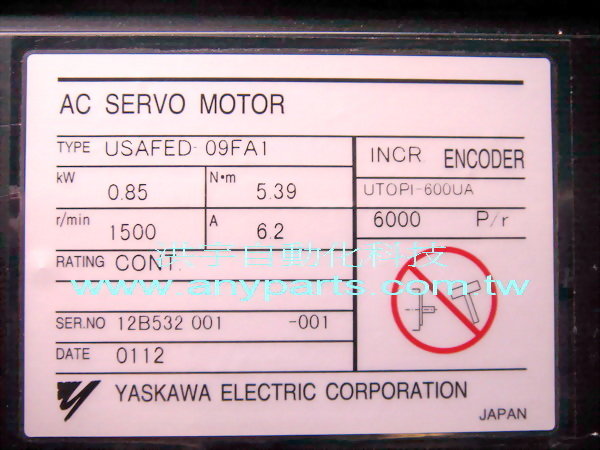 AC SERVO MOTOR
TYPE USAFED-09FA1
kW 0.85 N•m 5.39
r/min 1500 A 6.2
RATING CONT.
SER.NO 12B532 001 -001
DATE 0112
INCR ENCODER
UTOPI-600UA
6000 P/r
洪宇自動化科技
www.anyparts.com.tw
YASKAWA ELECTRIC CORPORATION
JAPAN